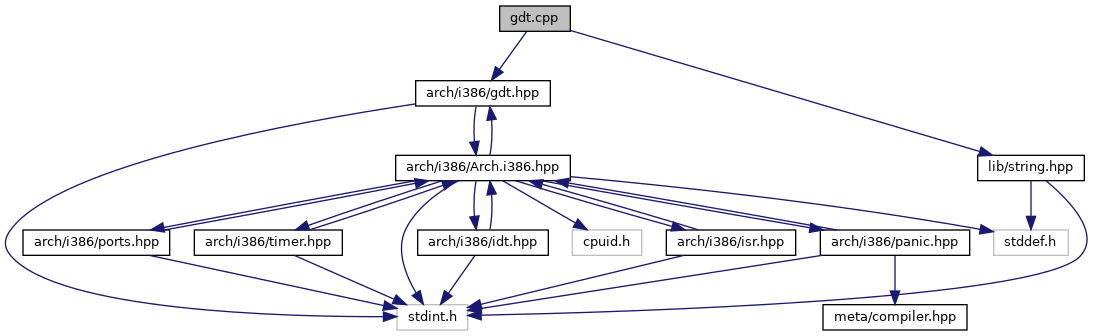 gdt.cpp
arch/i386/gdt.hpp
arch/i386/Arch.i386.hpp
lib/string.hpp
arch/i386/ports.hpp
arch/i386/timer.hpp
arch/i386/idt.hpp
cpuid.h
arch/i386/isr.hpp
arch/i386/panic.hpp
stddef.h
stdint.h
meta/compiler.hpp